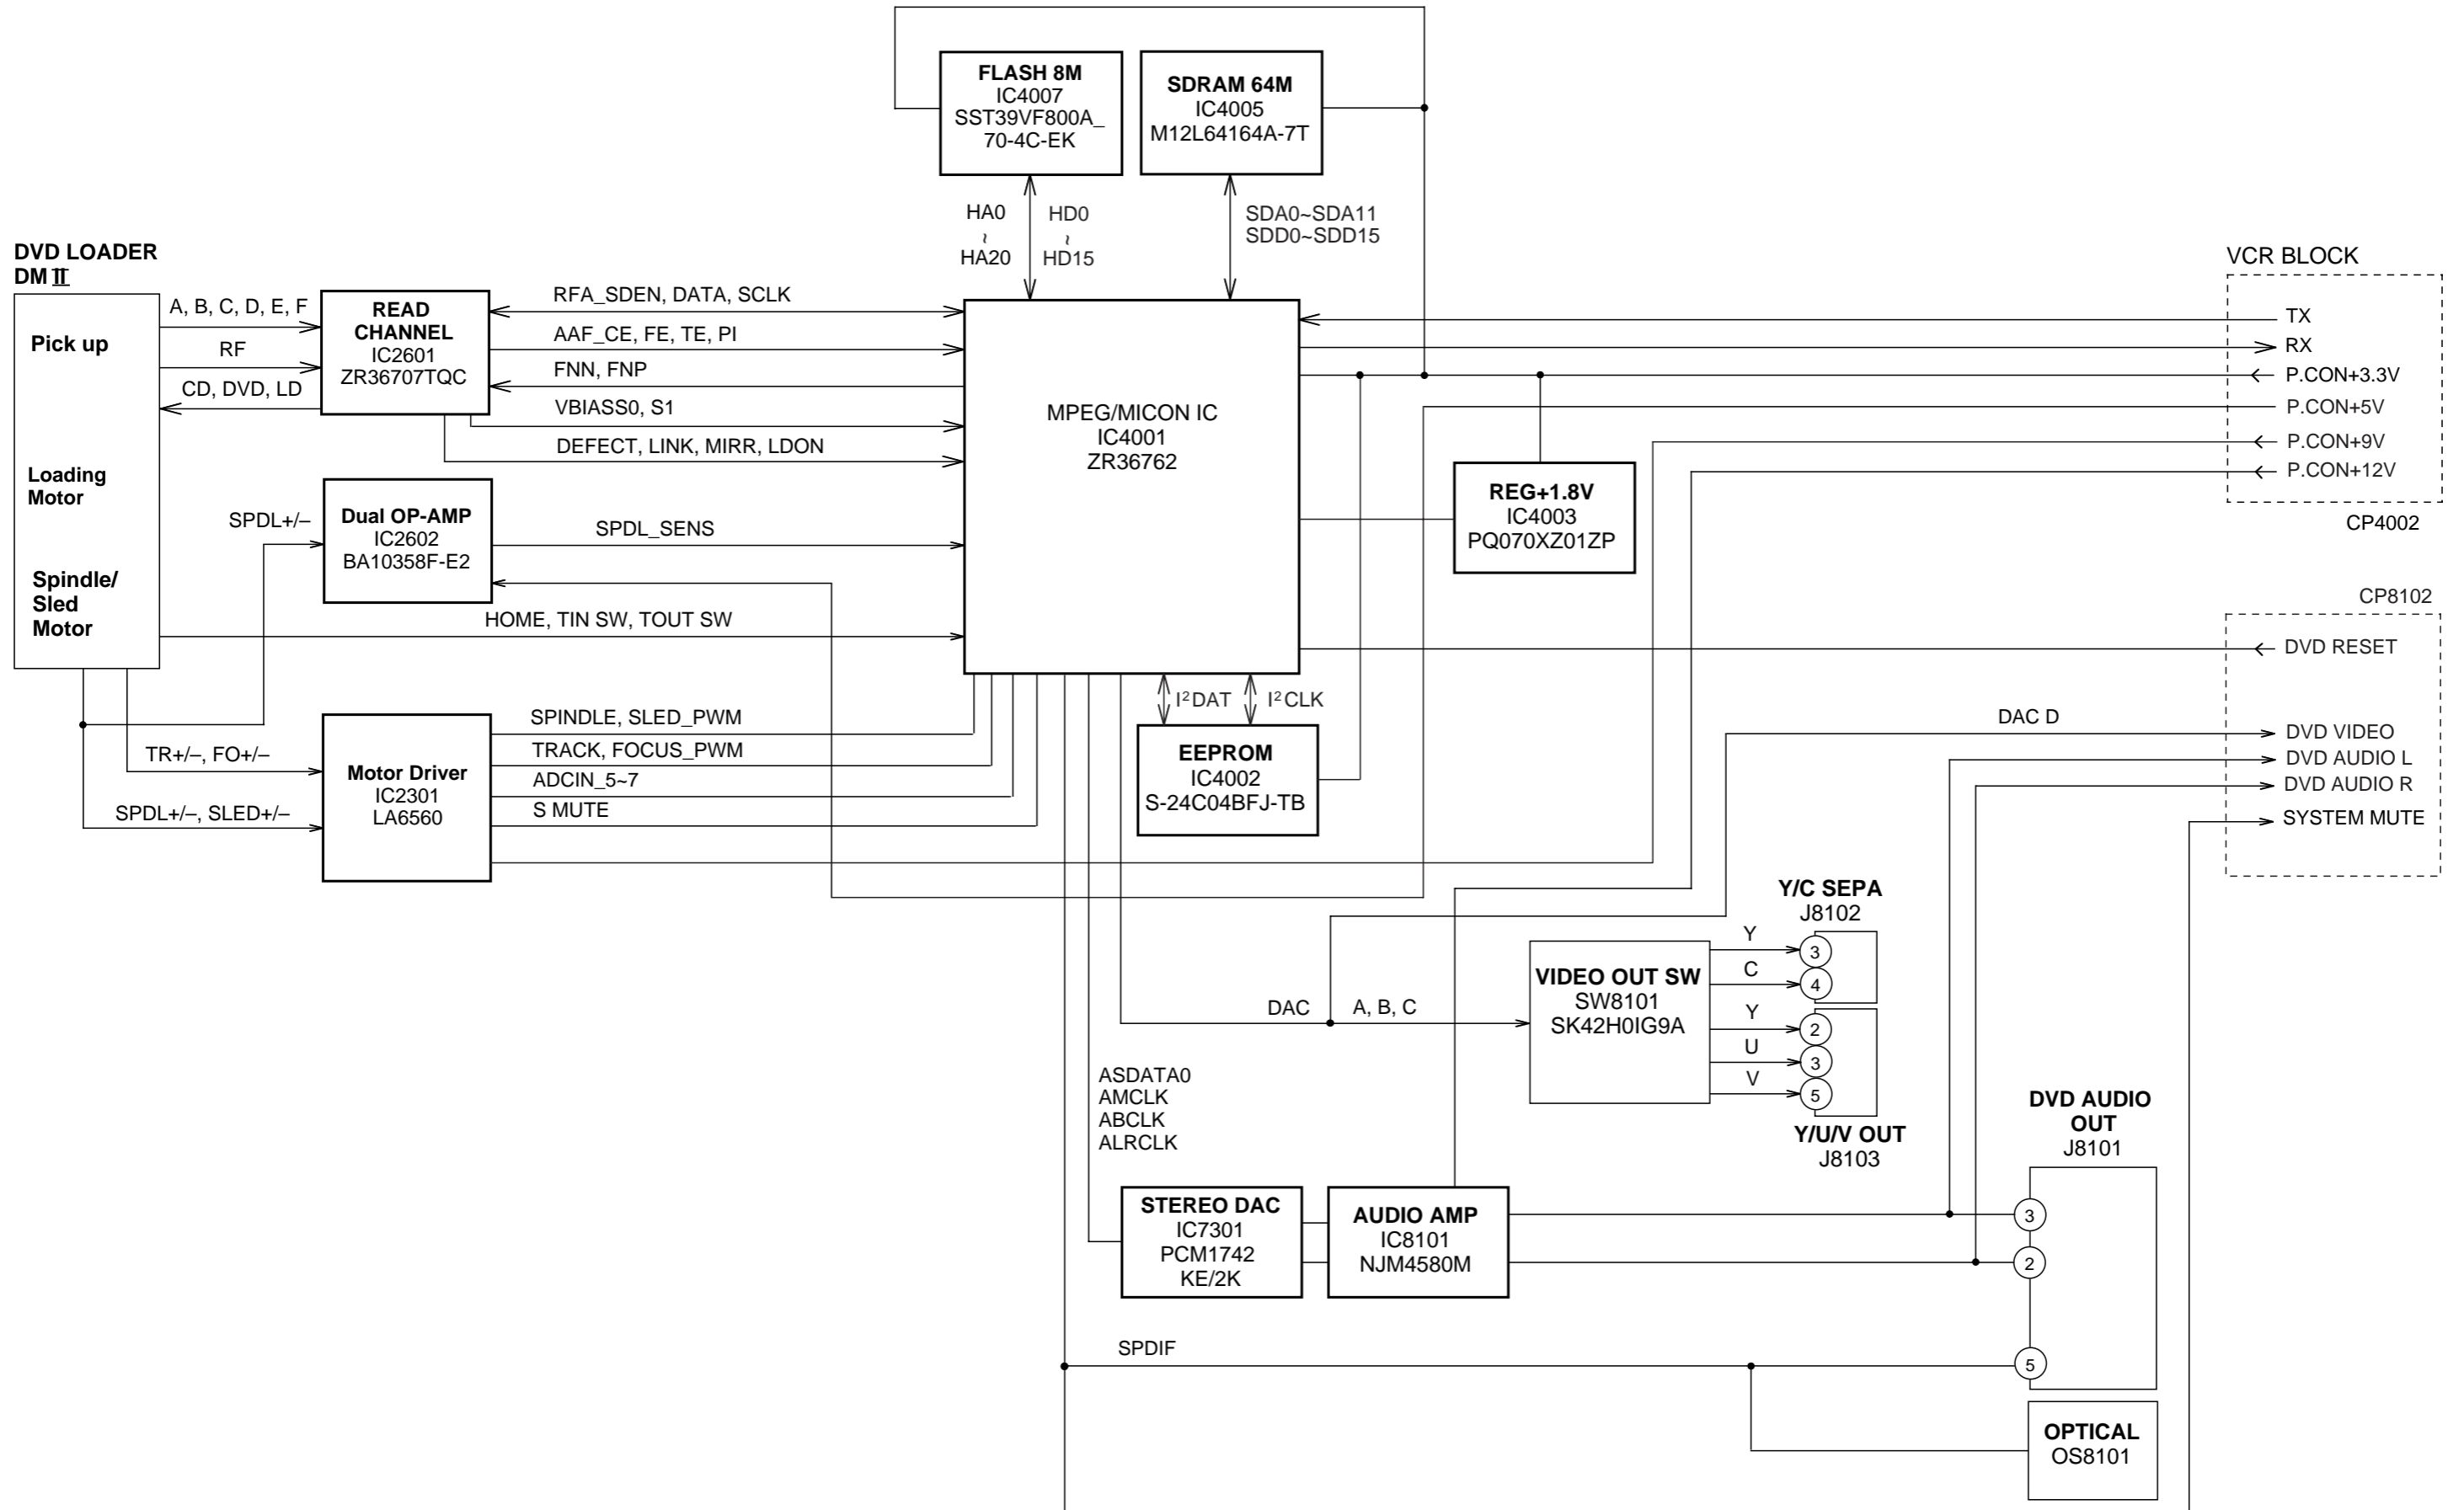 FLASH 8M
IC4007
SST39VF800A_
70-4C-EK
SDRAM 64M
IC4005
M12L64164A-7T
HA0
~
HA20
HD0
~
HD15
SDA0~SDA11
SDD0~SDD15
DVD LOADER
DM II
Pick up
Loading
Motor
Spindle/
Sled
Motor
A, B, C, D, E, F
RF
CD, DVD, LD
READ
CHANNEL
IC2601
ZR36707TQC
RFA_SDEN, DATA, SCLK
AAF_CE, FE, TE, PI
FNN, FNP
VBIASS0, S1
DEFECT, LINK, MIRR, LDON
SPDL+/–
Dual OP-AMP
IC2602
BA10358F-E2
SPDL_SENS
HOME, TIN SW, TOUT SW
MPEG/MICON IC
IC4001
ZR36762
REG+1.8V
IC4003
PQ070XZ01ZP
VCR BLOCK
TX
RX
P.CON+3.3V
P.CON+5V
P.CON+9V
P.CON+12V
CP4002
CP8102
DVD RESET
DAC D
DVD VIDEO
DVD AUDIO L
DVD AUDIO R
SYSTEM MUTE
TR+/–, FO+/–
SPDL+/–, SLED+/–
Motor Driver
IC2301
LA6560
SPINDLE, SLED_PWM
TRACK, FOCUS_PWM
ADCIN_5~7
S MUTE
I²DAT
I²CLK
EEPROM
IC4002
S-24C04BFJ-TB
DAC
A, B, C
VIDEO OUT SW
SW8101
SK42H0IG9A
Y/C SEPA
J8102
Y
3
C
4
Y
2
U
3
V
5
Y/U/V OUT
J8103
ASDATA0
AMCLK
ABCLK
ALRCLK
STEREO DAC
IC7301
PCM1742
KE/2K
AUDIO AMP
IC8101
NJM4580M
DVD AUDIO
OUT
J8101
3
2
5
SPDIF
OPTICAL
OS8101